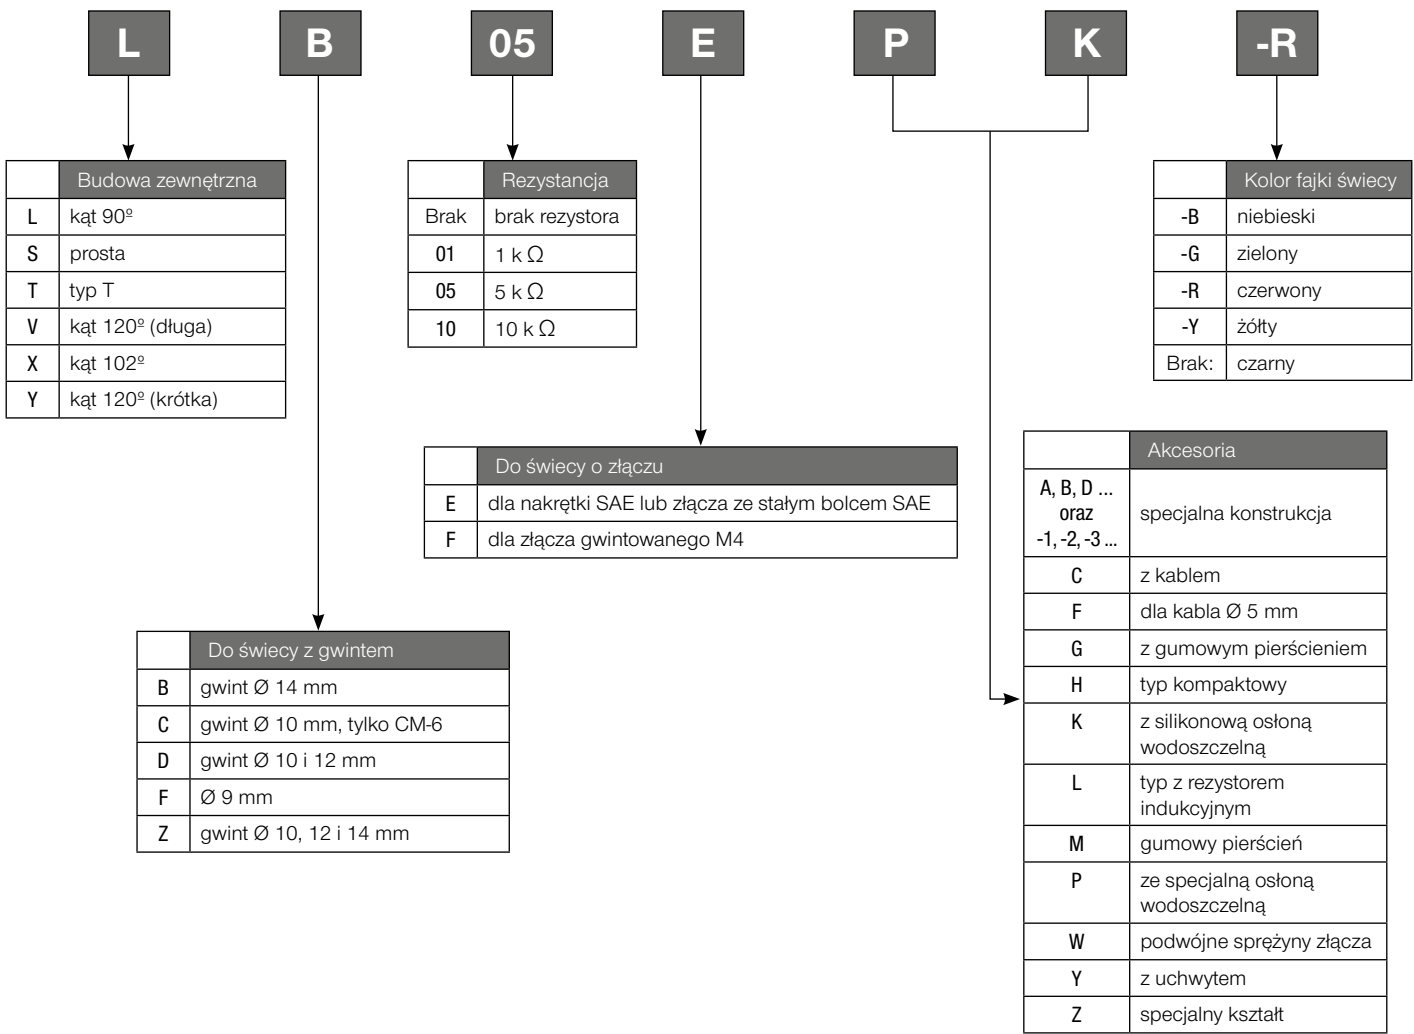 L B 05 E P K -R
Budowa zewnętrzna
L kąt 90º
S prosta
T typ T
V kąt 120º (długa)
X kąt 102º
Y kąt 120º (krótka)
Rezystancja
Brak brak rezystora
01 1 k Ω
05 5 k Ω
10 10 k Ω
Kolor fajki świecy
-B niebieski
-G zielony
-R czerwony
-Y żółty
Brak: czarny
Do świecy o złączu
E dla nakrętki SAE lub złącza ze stałym bolcem SAE
F dla złącza gwintowanego M4
Do świecy z gwintem
B gwint Ø 14 mm
C gwint Ø 10 mm, tylko CM-6
D gwint Ø 10 i 12 mm
F Ø 9 mm
Z gwint Ø 10, 12 i 14 mm
Akcesoria
A, B, D ...
oraz
-1, -2, -3 ...
specjalna konstrukcja
C z kablem
F dla kabla Ø 5 mm
G z gumowym pierścieniem
H typ kompaktowy
K z silikonową osłoną
wodoszczelną
L typ z rezystorem
indukcyjnym
M gumowy pierścień
P ze specjalną osłoną
wodoszczelną
W podwójne sprężyny złącza
Y z uchwytem
Z specjalny kształt